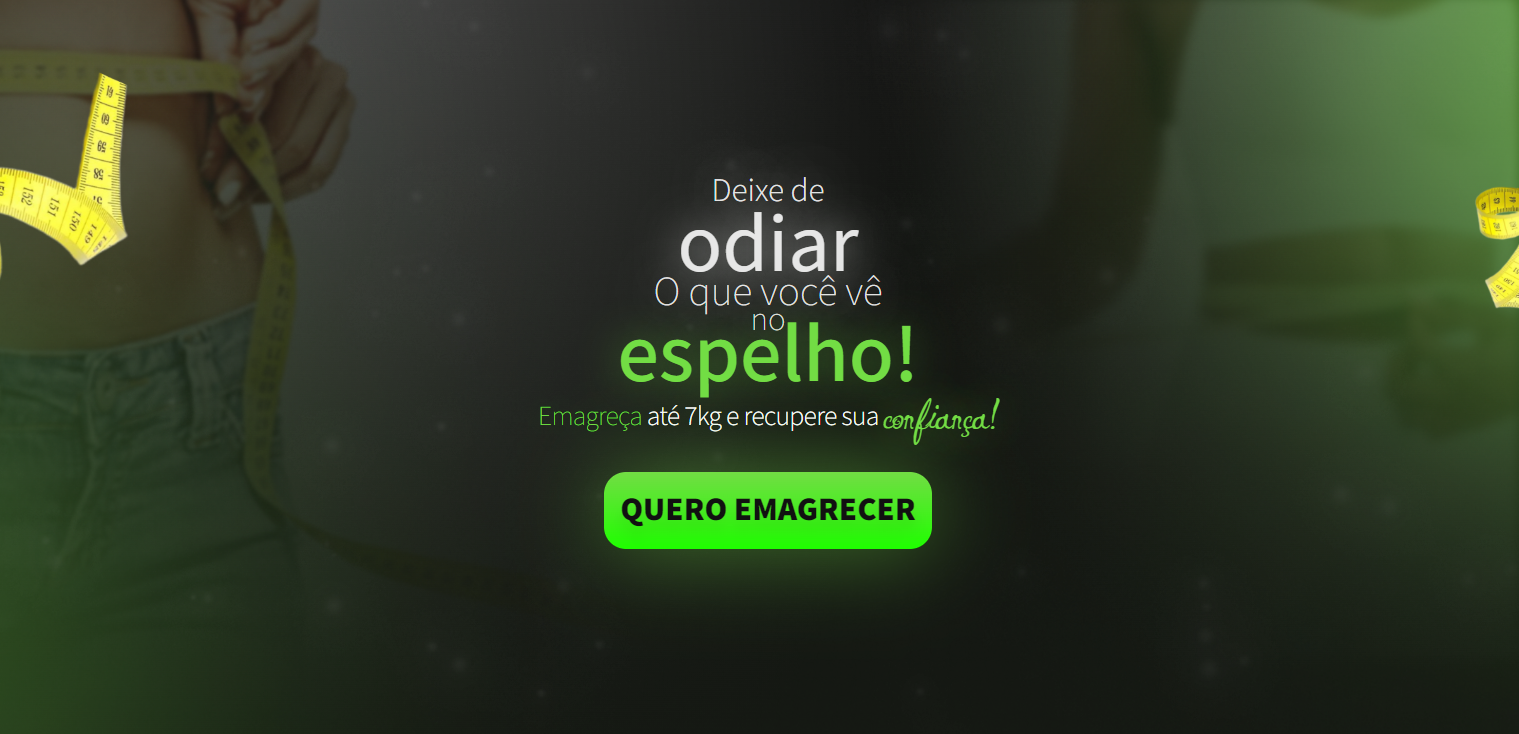 Deixe de
odiar
O que você vê
no
espelho!
Emagreça até 7kg e recupere sua confiança!
QUERO EMAGRECER